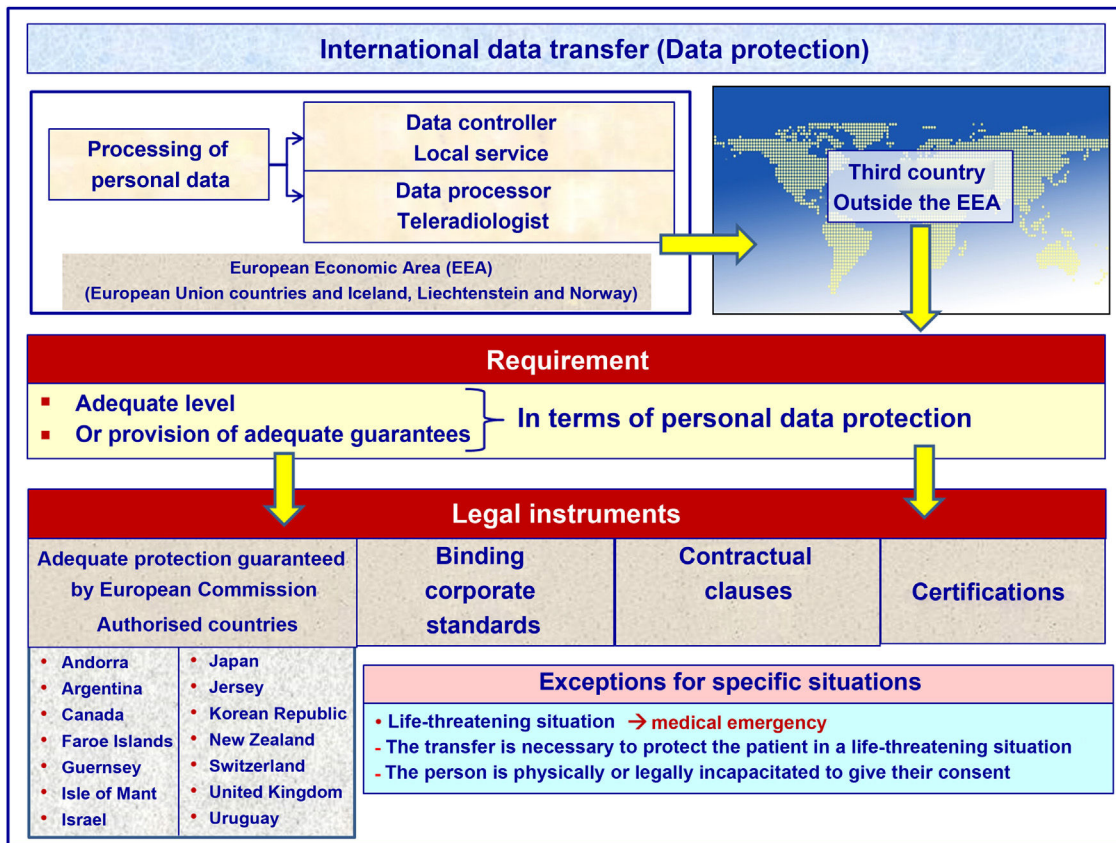 International data transfer (Data protection)
Processing of
personal data
Data controller
Local service
Data processor
Teleradiologist
European Economic Area (EEA)
(European Union countries and Iceland, Liechtenstein and Norway)
Third country
Outside the EEA
Requirement
▪ Adequate level
▪ Or provision of adequate guarantees
In terms of personal data protection
Legal instruments
Adequate protection guaranteed
by European Commission
Authorised countries
Binding
corporate
standards
Contractual
clauses
Certifications
• Andorra
• Argentina
• Canada
• Faroe Islands
• Guernsey
• Isle of Mant
• Israel
• Japan
• Jersey
• Korean Republic
• New Zealand
• Switzerland
• United Kingdom
• Uruguay
Exceptions for specific situations
• Life-threatening situation → medical emergency
- The transfer is necessary to protect the patient in a life-threatening situation
- The person is physically or legally incapacitated to give their consent